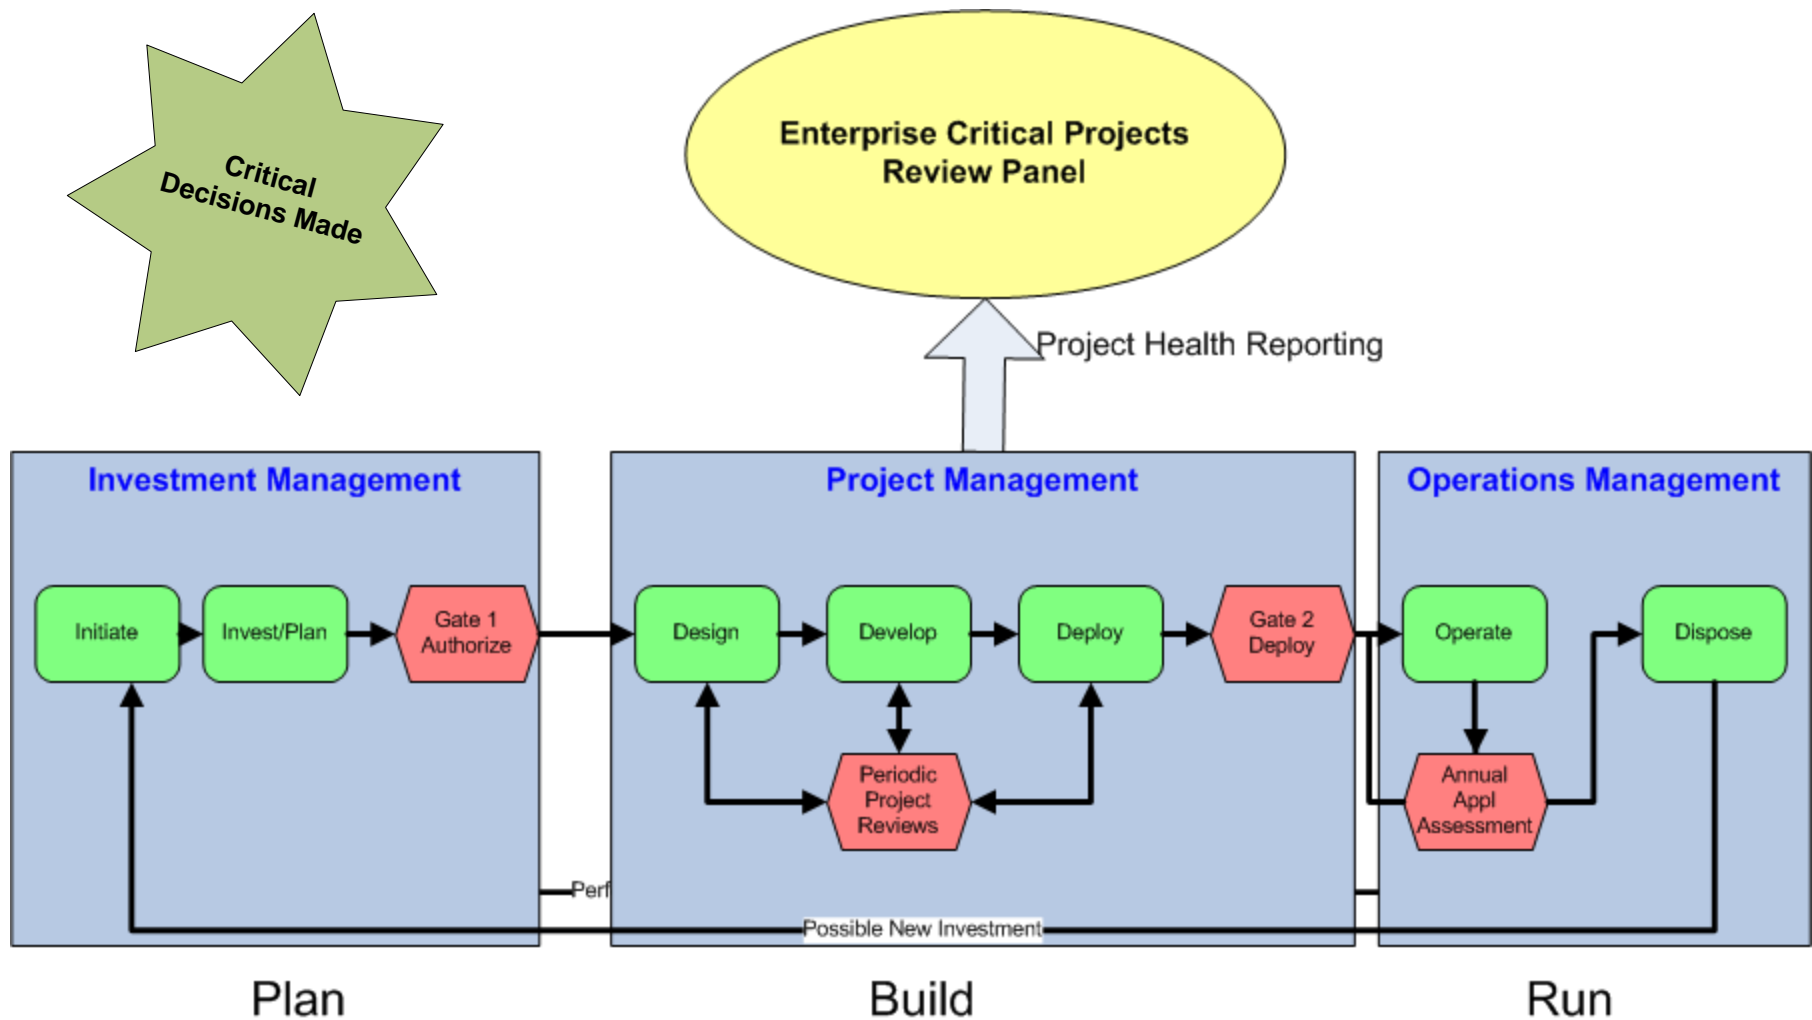 Critical
Decisions Made
Enterprise Critical Projects
Review Panel
Project Health Reporting
Investment Management
Project Management
Operations Management
Initiate
Invest/Plan
Gate 1
Authorize
Design
Develop
Deploy
Gate 2
Deploy
Operate
Dispose
Periodic
Project
Reviews
Annual
Appl
Assessment
Perf
Possible New Investment
Plan
Build
Run